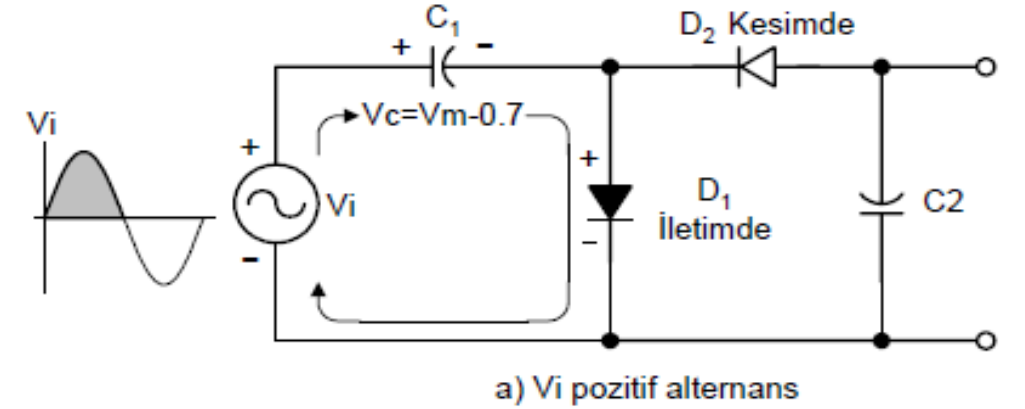 C₁
D₂ Kesimde
+ -
Vi
Vc=Vm-0.7
+
+
Vi
D₁
İletimde
C2
-
-
a) Vi pozitif alternans